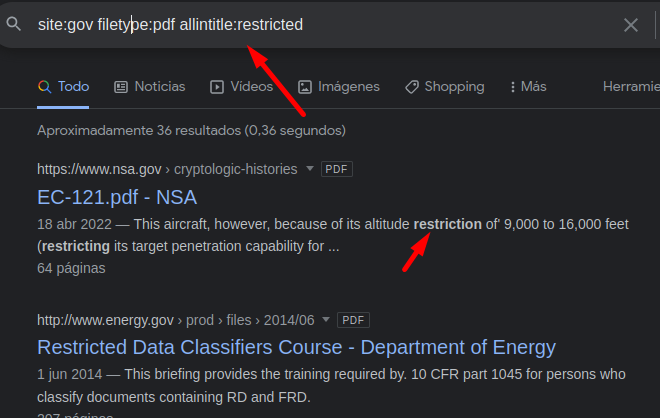 site:gov filetype:pdf allintitle:restricted
Todo Noticias Vídeos Imágenes Shopping Más Herramie
Aproximadamente 36 resultados (0,36 segundos)
https://www.nsa.gov › cryptologic-histories PDF
EC-121.pdf - NSA
18 abr 2022 — This aircraft, however, because of its altitude restriction of' 9,000 to 16,000 feet
(restricting its target penetration capability for ...
64 páginas
http://www.energy.gov › prod › files › 2014/06 PDF
Restricted Data Classifiers Course - Department of Energy
1 jun 2014 — This briefing provides the training required by. 10 CFR part 1045 for persons who
classify documents containing RD and FRD.